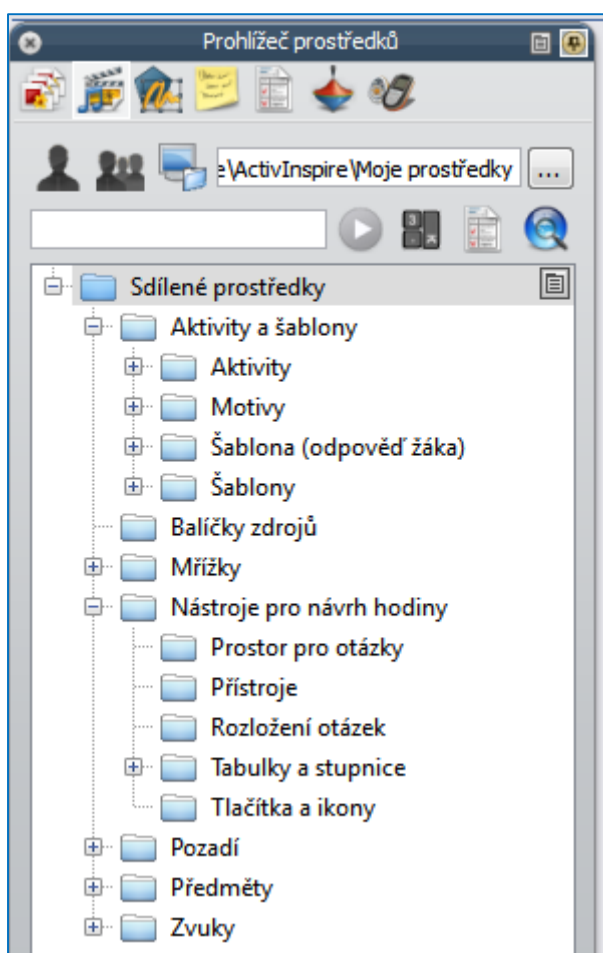 Prohlížeč prostředků
e\ActivInspire\Moje prostředky ...
Sdílené prostředky
Aktivity a šablony
Aktivity
Motivy
Šablona (odpověď žáka)
Šablony
Balíčky zdrojů
Mřížky
Nástroje pro návrh hodiny
Prostor pro otázky
Přístroje
Rozložení otázek
Tabulky a stupnice
Tlačítka a ikony
Pozadí
Předměty
Zvuky